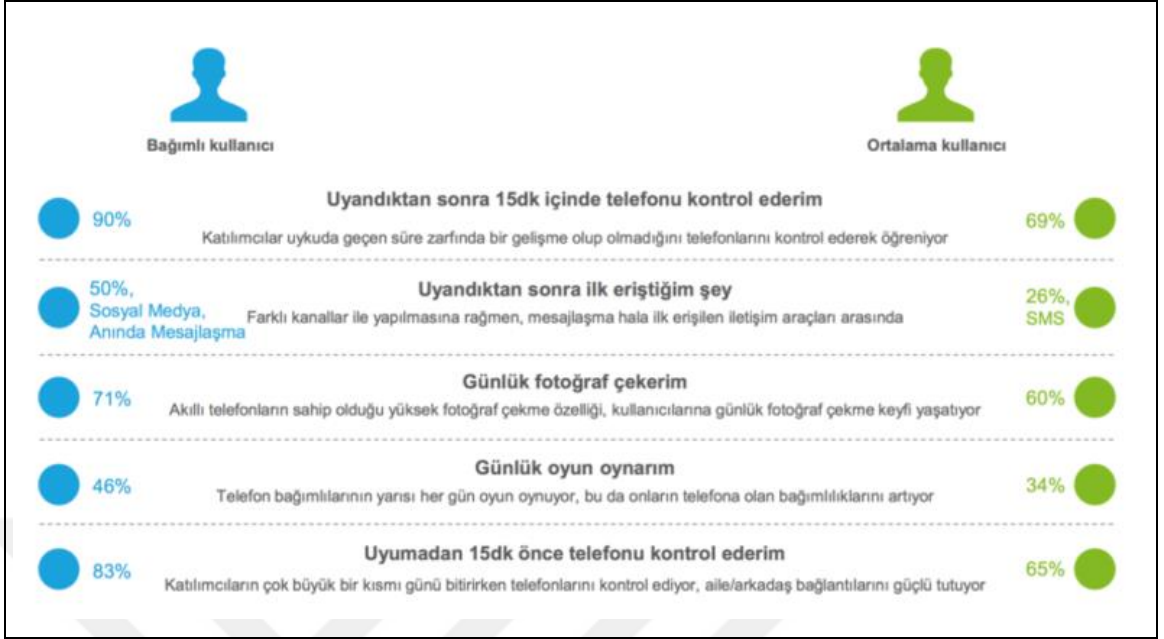 Bağımlı kullanıcı
Ortalama kullanıcı
Uyandıktan sonra 15dk içinde telefonu kontrol ederim
90%
69%
Katılımcılar uykuda geçen süre zarfında bir gelişme olup olmadığını telefonlarını kontrol ederek öğreniyor
50%,
Sosyal Medya,
Anında Mesajlaşma
Uyandıktan sonra ilk eriştiğim şey
Farklı kanallar ile yapılmasına rağmen, mesajlaşma hala ilk erişilen iletişim araçları arasında
26%,
SMS
Günlük fotoğraf çekerim
71%
60%
Akıllı telefonların sahip olduğu yüksek fotoğraf çekme özelliği, kullanıcılarına günlük fotoğraf çekme keyfi yaşatıyor
Günlük oyun oynarım
46%
34%
Telefon bağımlılarının yarısı her gün oyun oynuyor, bu da onların telefona olan bağımlılıklarını artıyor
Uyumadan 15dk önce telefonu kontrol ederim
83%
65%
Katılımcıların çok büyük bir kısmı günü bitirirken telefonlarını kontrol ediyor, aile/arkadaş bağlantılarını güçlü tutuyor